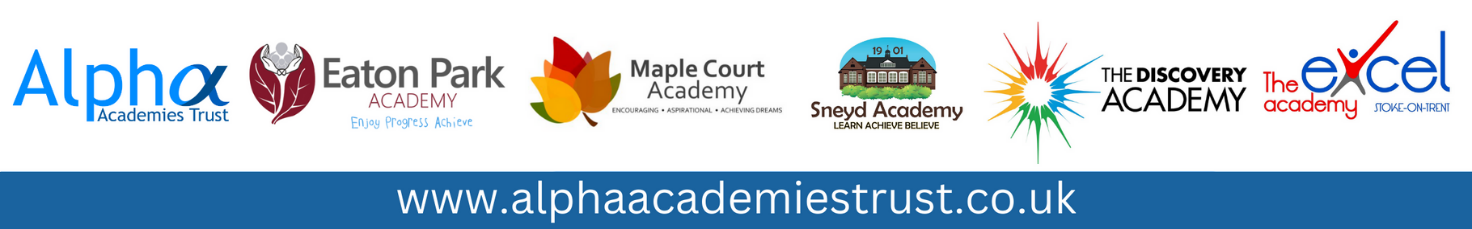 Alphα
Academies Trust
Eaton Park
ACADEMY
Enjoy Progress Achieve
Maple Court
Academy
ENCOURAGING • ASPIRATIONAL • ACHIEVING DREAMS
19 01
Sneyd Academy
LEARN ACHIEVE BELIEVE
THE DISCOVERY
ACADEMY
The excel
academy
STOKE-ON-TRENT
www.alphaacademiestrust.co.uk